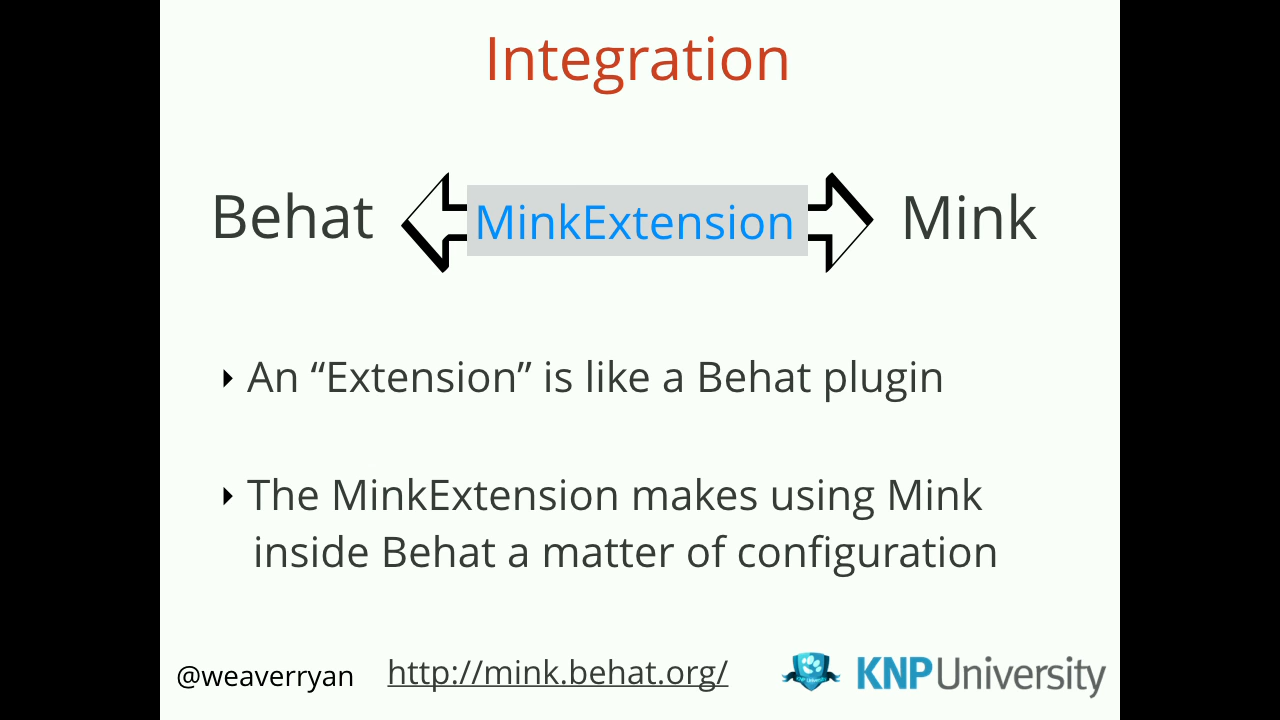 Integration
Behat MinkExtension Mink
‣ An “Extension” is like a Behat plugin
‣ The MinkExtension makes using Mink
inside Behat a matter of configuration
@weaverryan http://mink.behat.org/ KNPUniversity